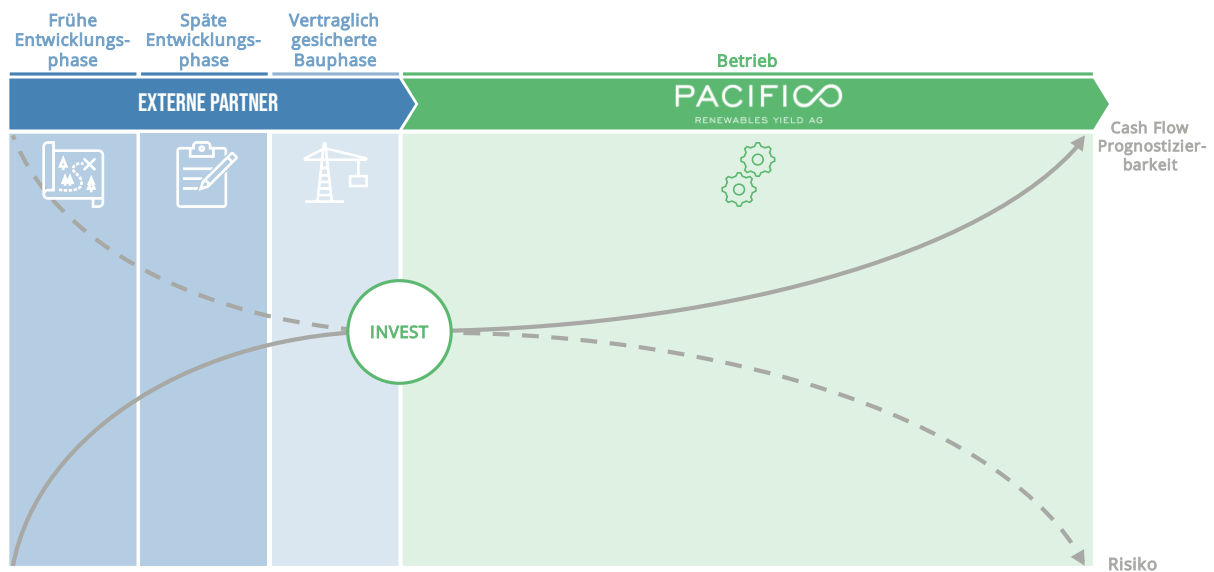 Frühe
Entwicklungs-
phase
Späte
Entwicklungs-
phase
Vertraglich
gesicherte
Bauphase
Betrieb
EXTERNE PARTNER
PACIFICO
RENEWABLES YIELD AG
Cash Flow
Prognostizier-
barkeit
INVEST
Risiko